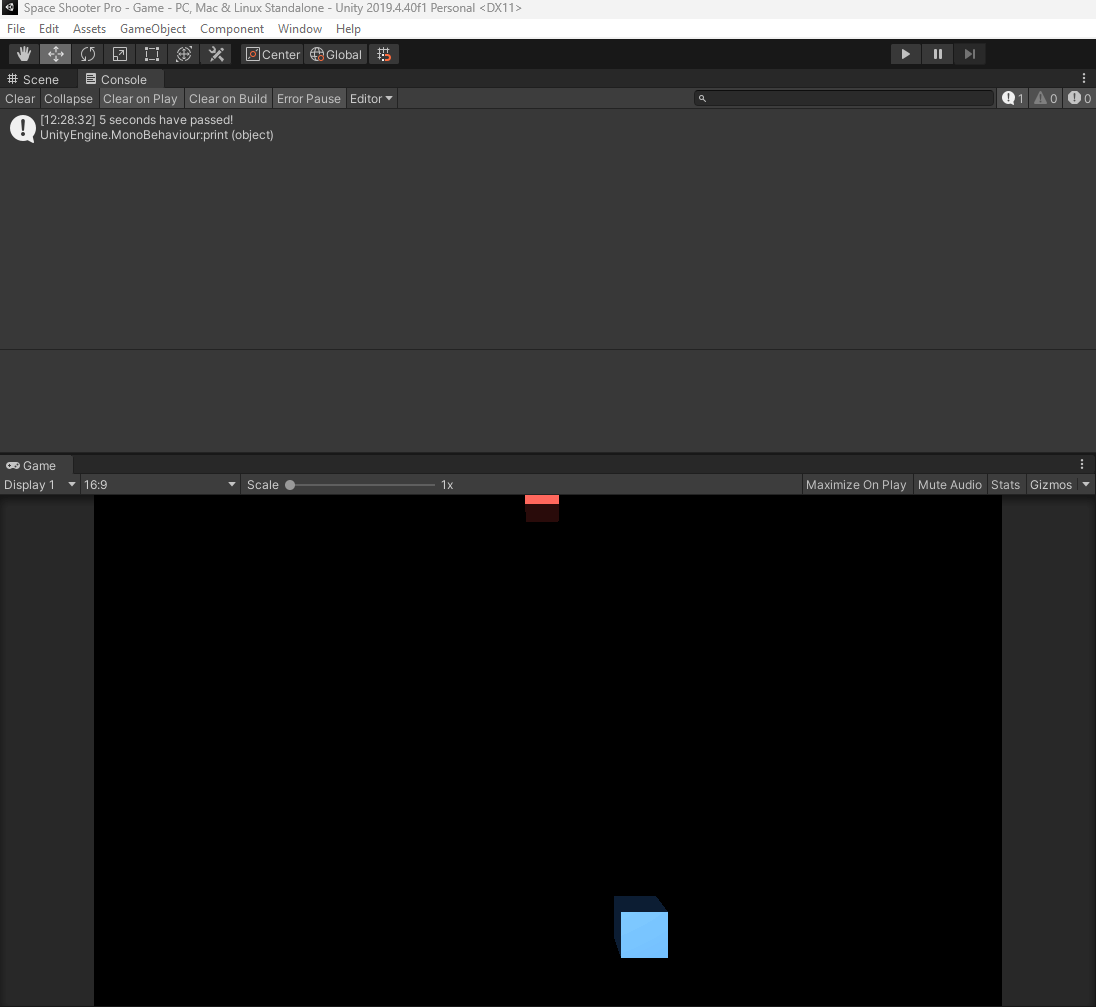 Space Shooter Pro - Game - PC, Mac & Linux Standalone - Unity 2019.4.40f1 Personal <DX11>
File Edit Assets GameObject Component Window Help
Center Global
Scene Console
Clear Collapse Clear on Play Clear on Build Error Pause Editor 1 0 0
[12:28:32] 5 seconds have passed!
UnityEngine.MonoBehaviour:print (object)
Game
Display 1 16:9 Scale 1x Maximize On Play Mute Audio Stats Gizmos